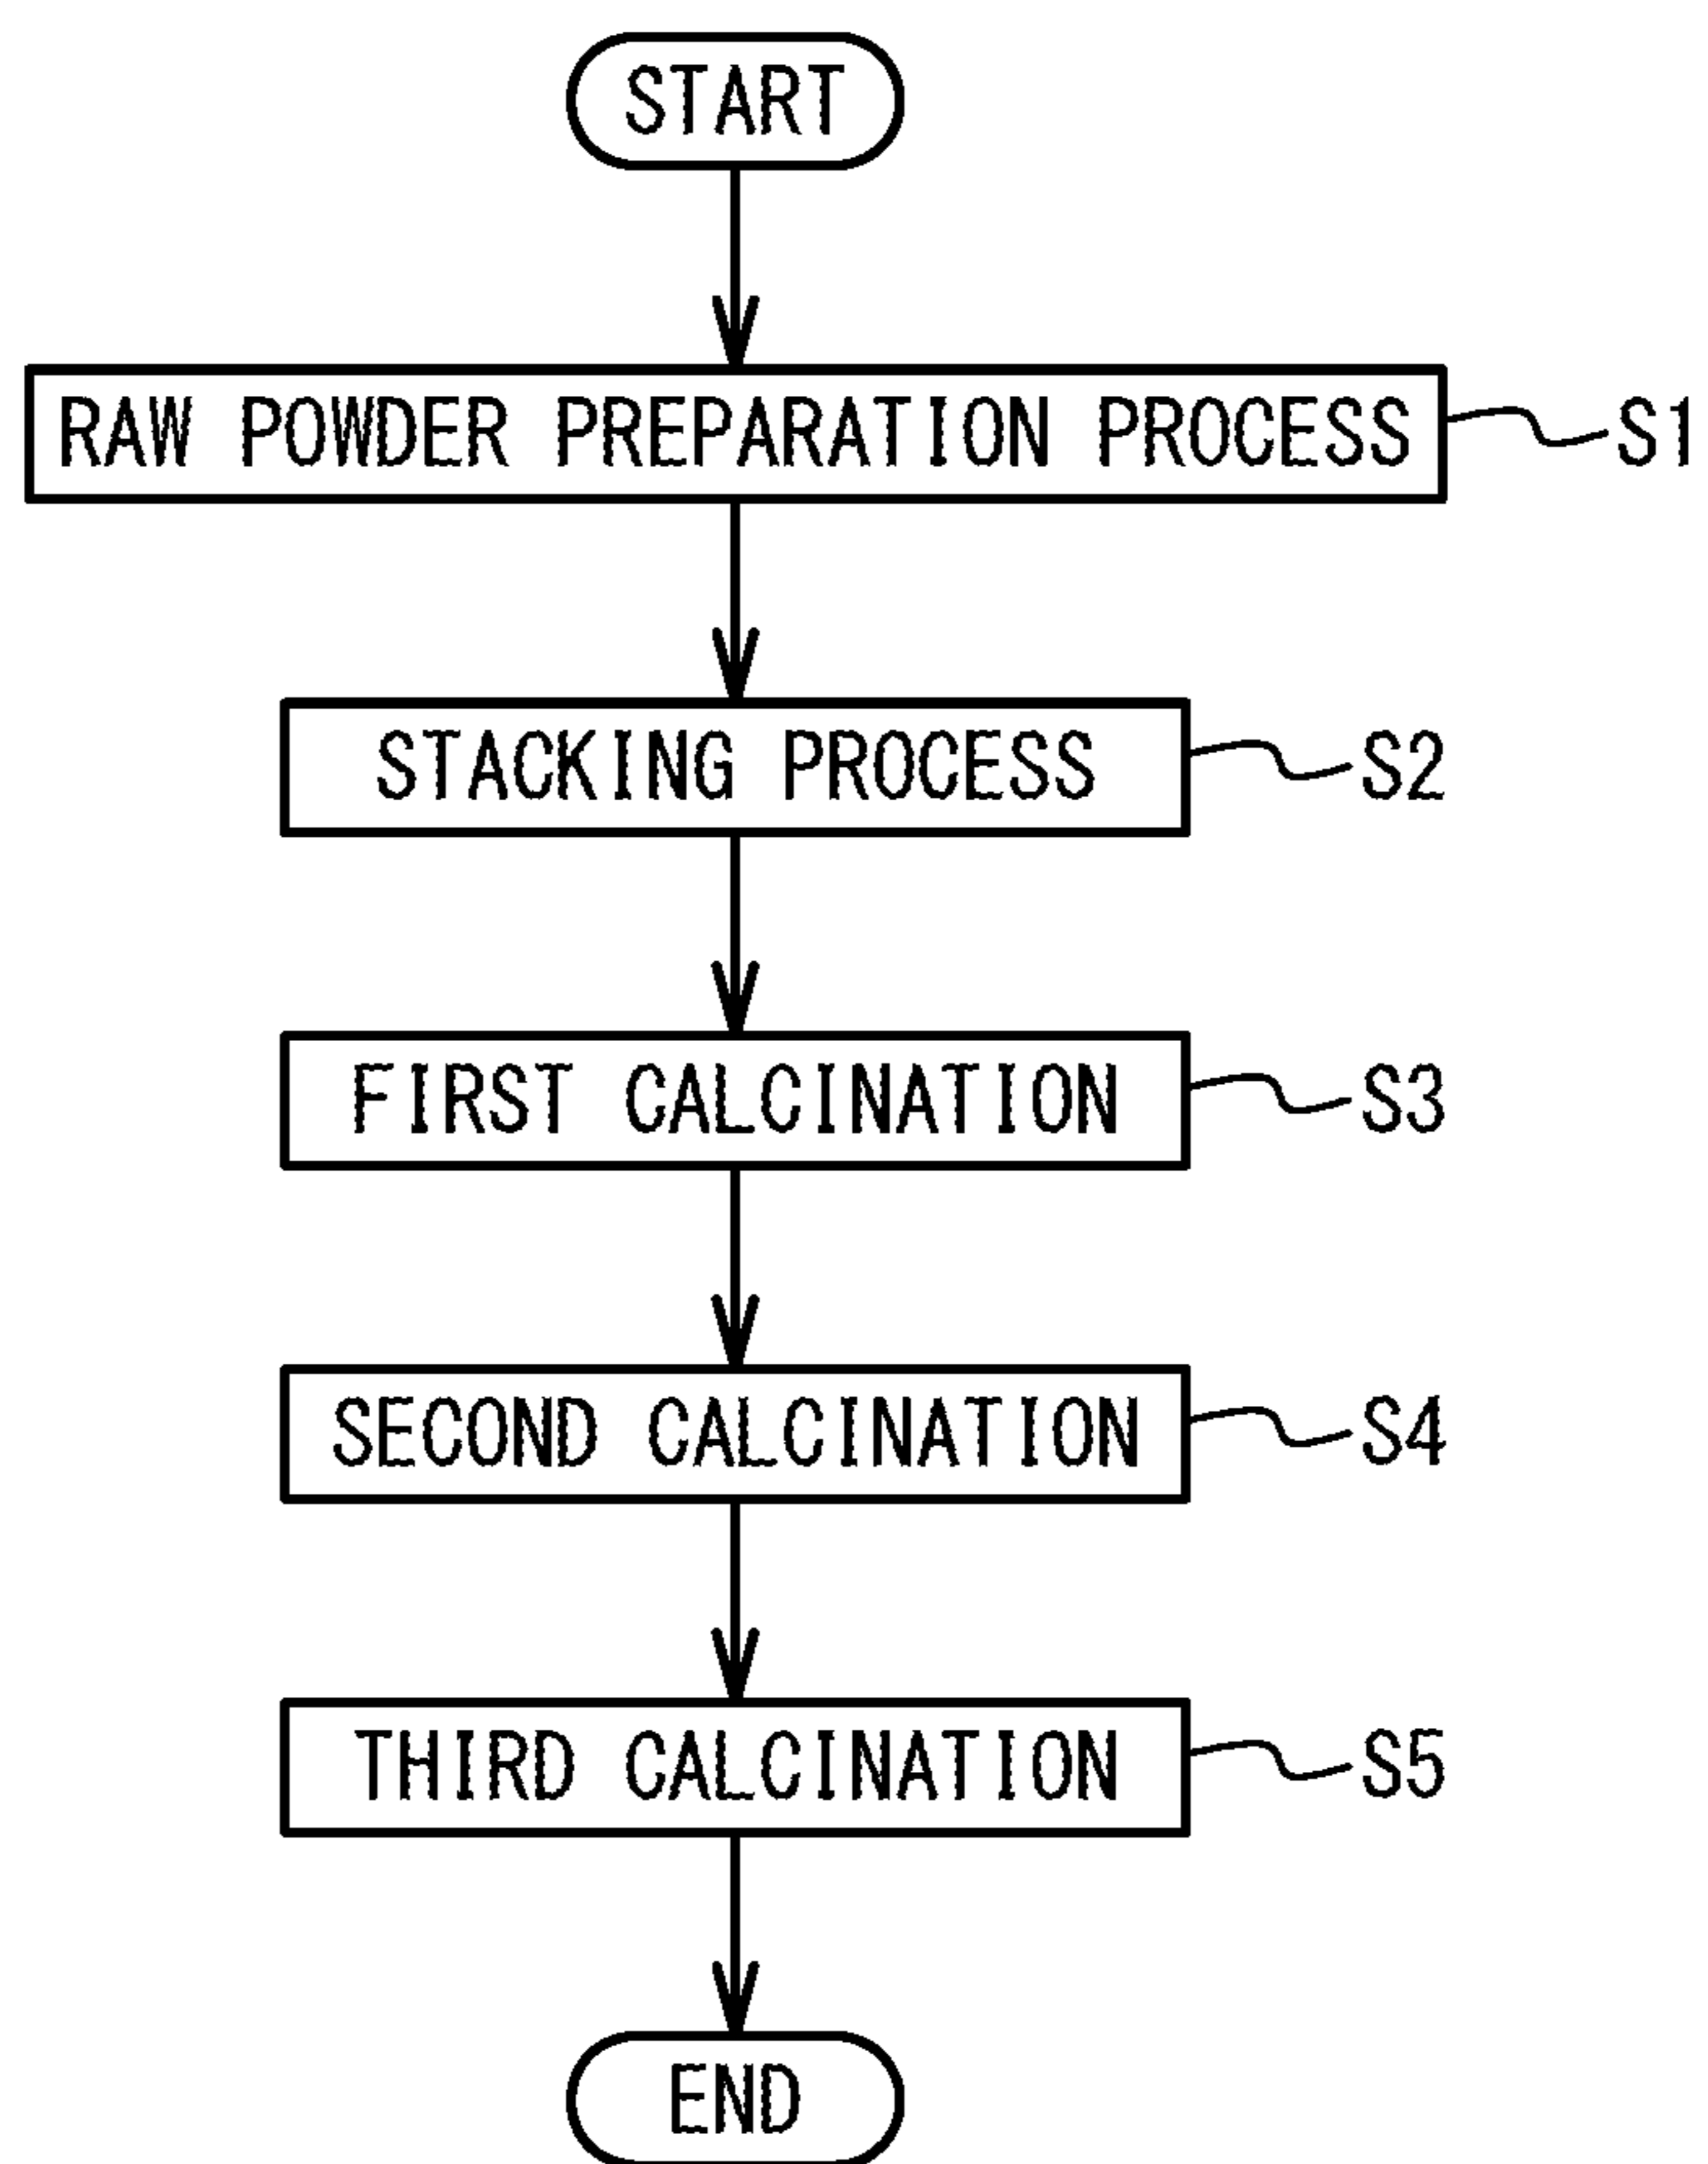 START
RAW POWDER PREPARATION PROCESS S1
STACKING PROCESS S2
FIRST CALCINATION S3
SECOND CALCINATION S4
THIRD CALCINATION S5
END